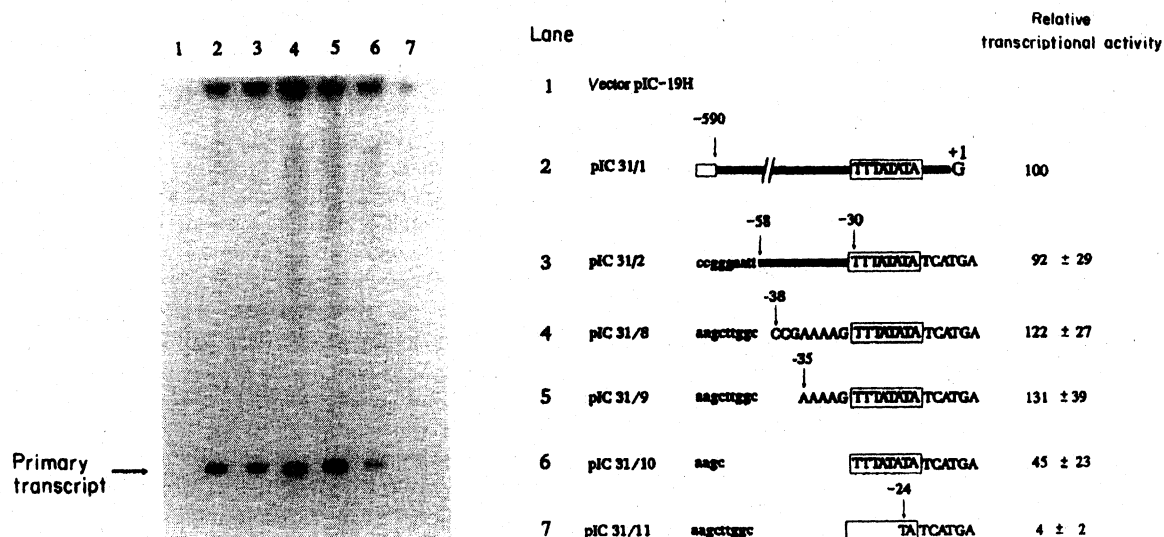 Relative
transcriptional activity
Lane
1 2 3 4 5 6 7
1 Vector pIC-19H
-590
+1
2 pIC 31/1 TTTATATA G 100
-58 -30
3 pIC 31/2 ccgggaatt TTTATATA TCATGA 92 ± 29
-38
4 pIC 31/8 aagcttggc CCGAAAAG TTTATATA TCATGA 122 ± 27
-35
5 pIC 31/9 aagcttggc AAAAG TTTATATA TCATGA 131 ± 39
Primary
transcript
6 pIC 31/10 aagc TTTATATA TCATGA 45 ± 23
-24
7 pIC 31/11 aagcttggc TA TCATGA 4 ± 2